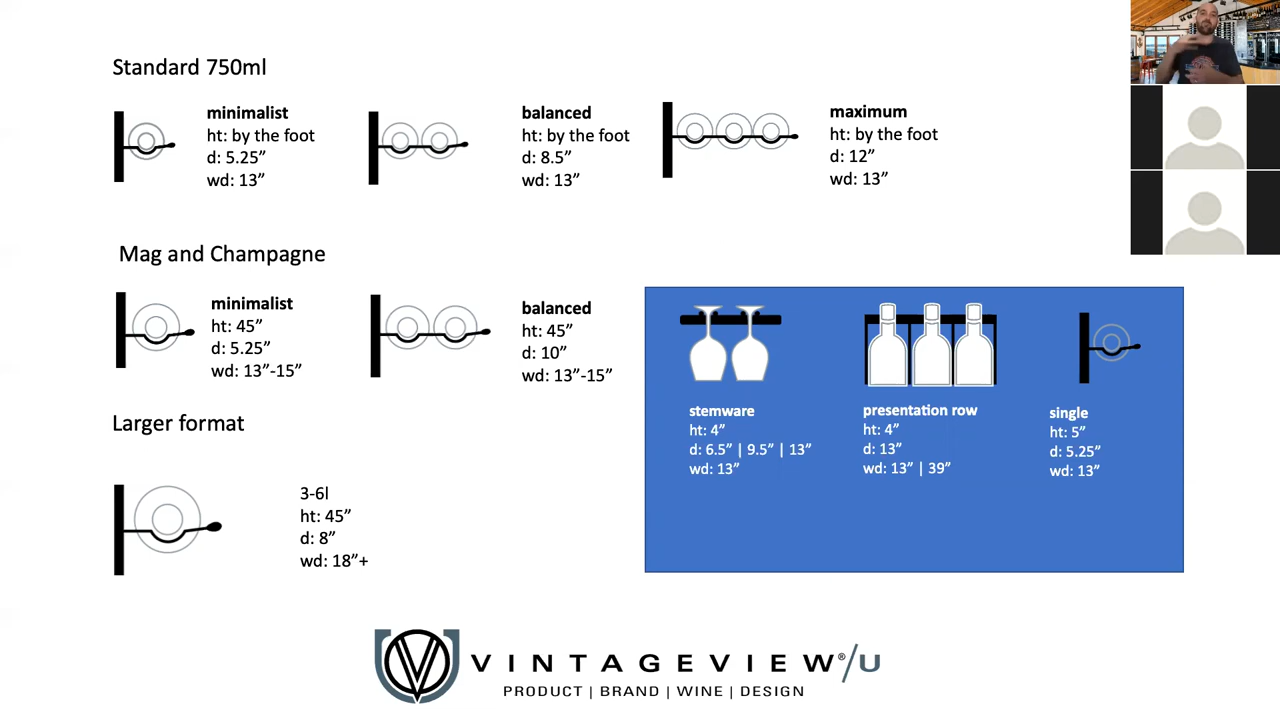 Standard 750ml
minimalist
ht: by the foot
d: 5.25”
wd: 13”
balanced
ht: by the foot
d: 8.5”
wd: 13”
maximum
ht: by the foot
d: 12”
wd: 13”
Mag and Champagne
minimalist
ht: 45”
d: 5.25”
wd: 13”-15”
balanced
ht: 45”
d: 10”
wd: 13”-15”
Larger format
3-6l
ht: 45”
d: 8”
wd: 18”+
stemware
ht: 4”
d: 6.5” | 9.5” | 13”
wd: 13”
presentation row
ht: 4”
d: 13”
wd: 13” | 39”
single
ht: 5”
d: 5.25”
wd: 13”
VINTAGEVIEW®/U
PRODUCT | BRAND | WINE | DESIGN